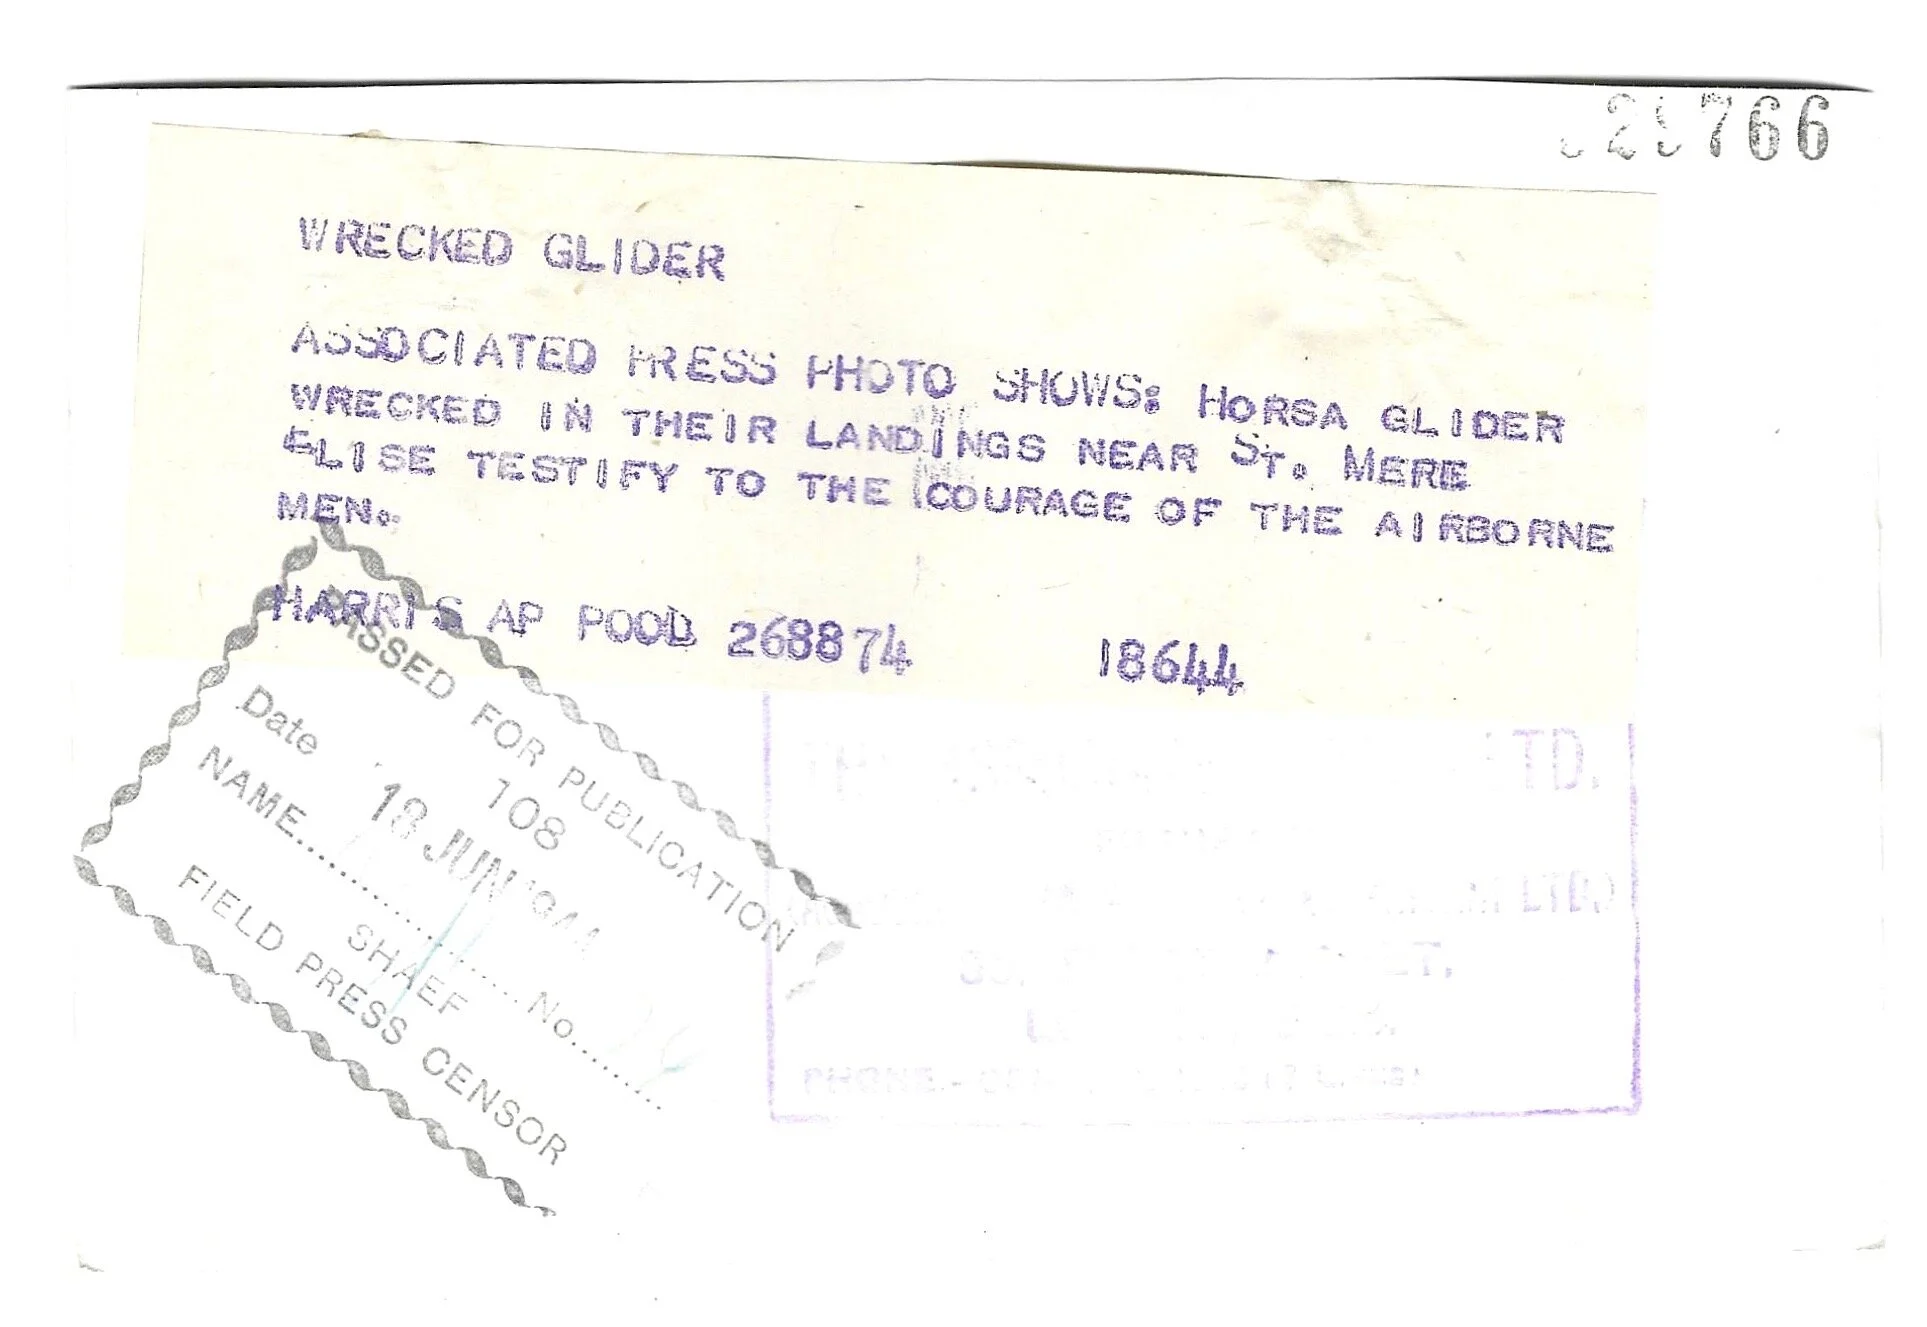 766
WRECKED GLIDER
ASSOCIATED PRESS PHOTO SHOWS: HORSA GLIDER
WRECKED IN THEIR LANDINGS NEAR ST. MERE
ELISE TESTIFY TO THE COURAGE OF THE AIRBORNE
MEN.
HARRIS AP POOL 268874 18644
PASSED FOR PUBLICATION
108
Date 18 JUN 1944
NAME.................... No..........
SHAEF
FIELD PRESS CENSOR
LTD.
LTD)
PHONE -